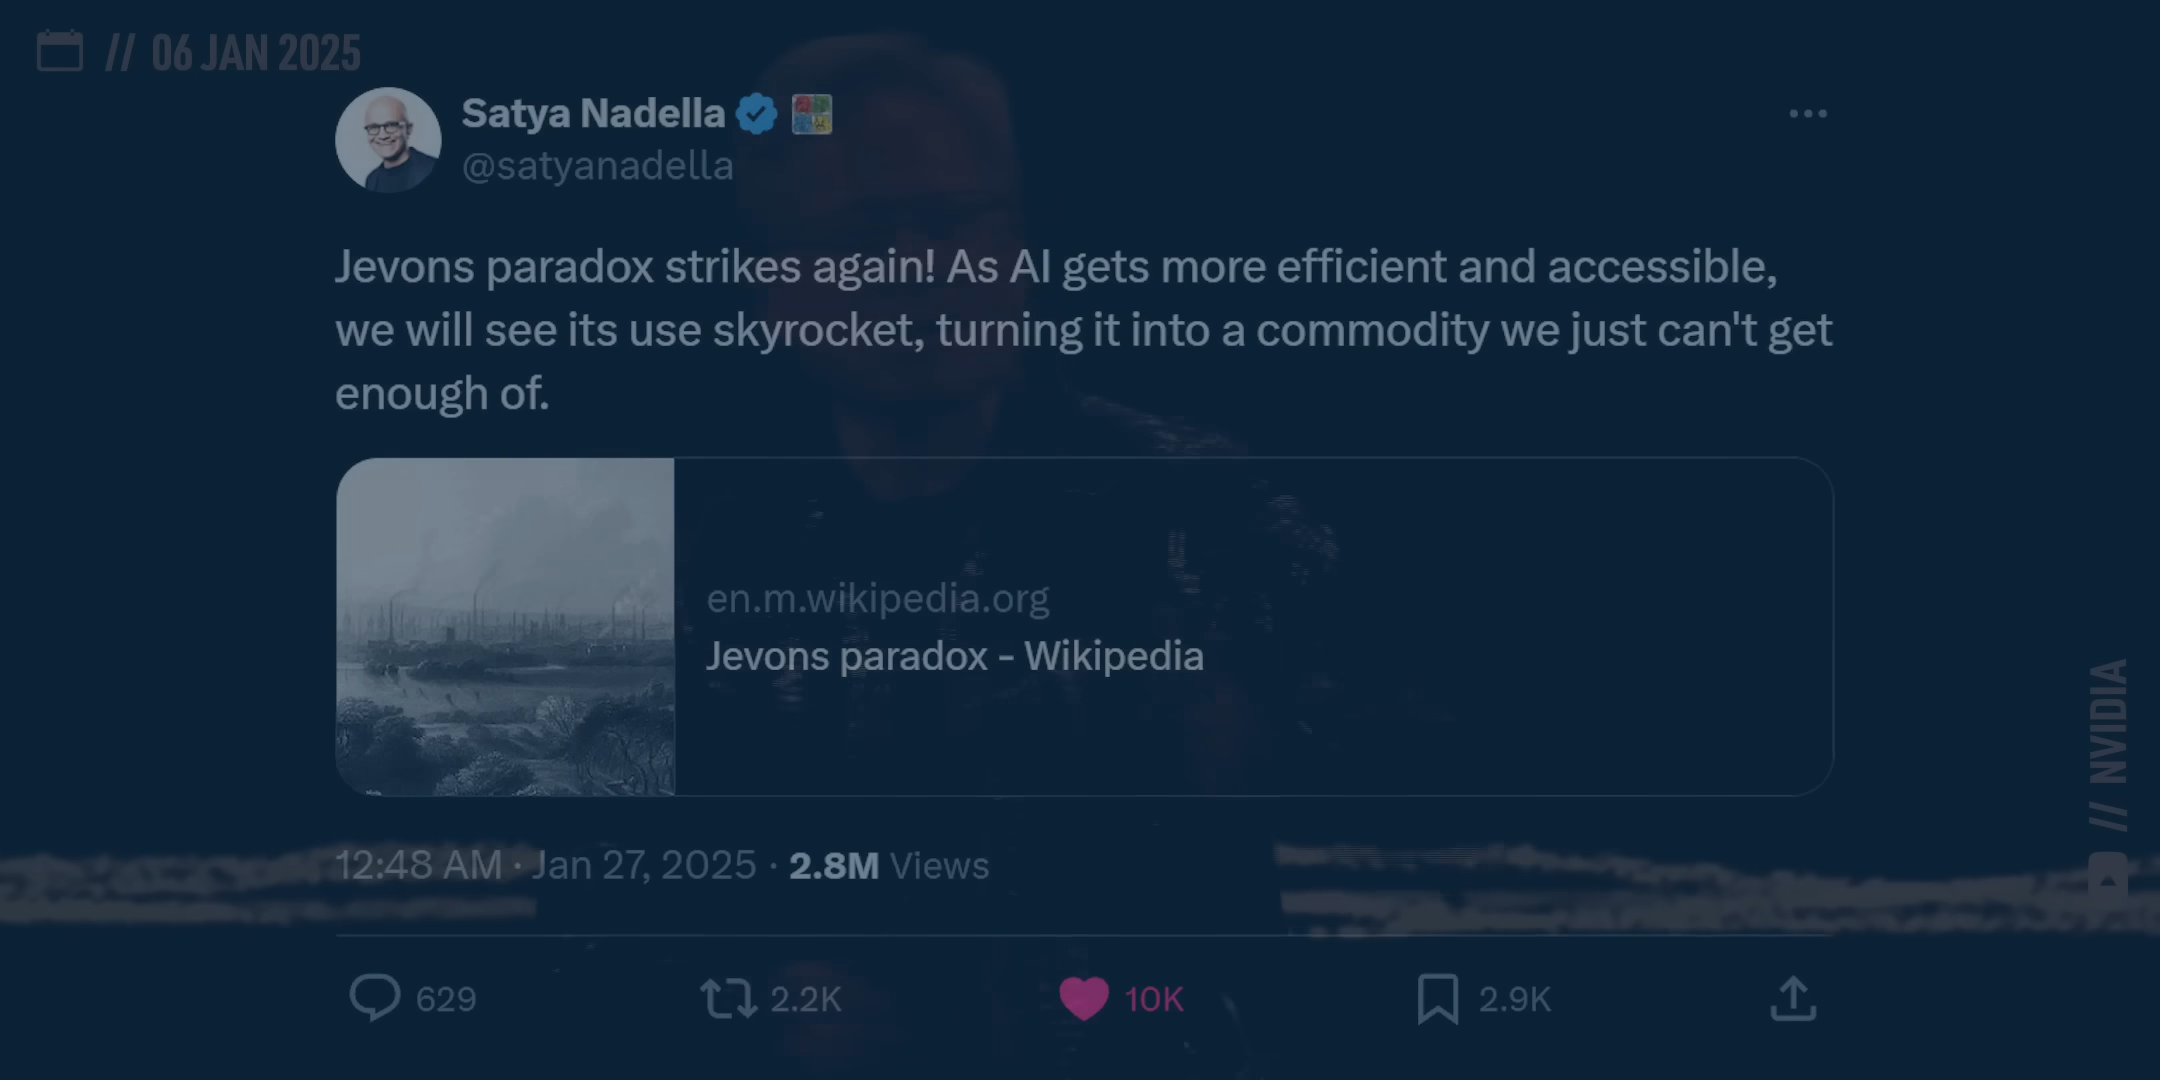 // 06 JAN 2025
Satya Nadella
@satyanadella
Jevons paradox strikes again! As AI gets more efficient and accessible,
we will see its use skyrocket, turning it into a commodity we just can't get
enough of.
en.m.wikipedia.org
Jevons paradox - Wikipedia
12:48 AM · Jan 27, 2025 · 2.8M Views
629 2.2K 10K 2.9K
// NVIDIA